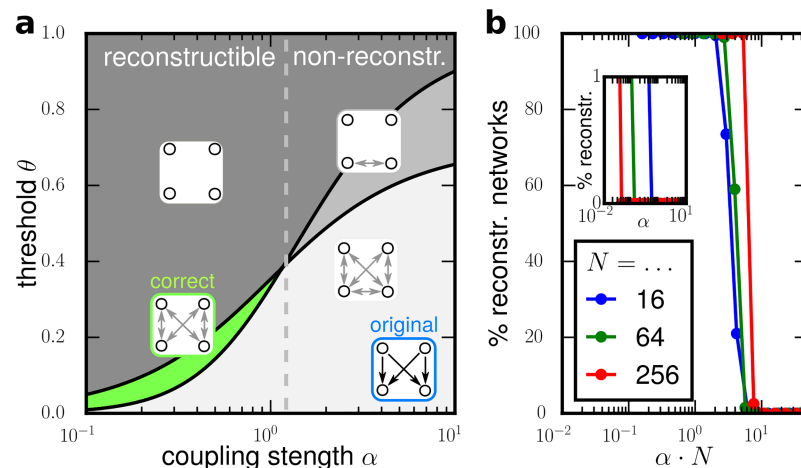 a
reconstructible
non-reconstr.
1.0
0.8
0.6
0.4
0.2
0.0
threshold θ
correct
original
10⁻¹
10⁰
10¹
coupling stength α
b
100
80
60
40
20
0
% reconstr. networks
1
0
% reconstr.
10⁻²
α
10¹
N = ...
16
64
256
10⁻²
10⁻¹
10⁰
10¹
α · N